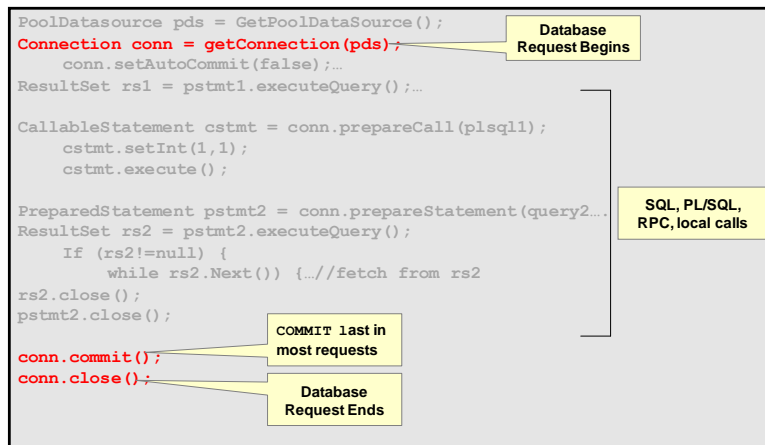 PoolDatasource pds = GetPoolDataSource();
Connection conn = getConnection(pds);
conn.setAutoCommit(false);…
ResultSet rs1 = pstmt1.executeQuery();…
CallableStatement cstmt = conn.prepareCall(plsql1);
cstmt.setInt(1,1);
cstmt.execute();
PreparedStatement pstmt2 = conn.prepareStatement(query2….
ResultSet rs2 = pstmt2.executeQuery();
If (rs2!=null) {
while rs2.Next()) {…//fetch from rs2
rs2.close();
pstmt2.close();
conn.commit();
conn.close();
Database
Request Begins
SQL, PL/SQL,
RPC, local calls
COMMIT last in
most requests
Database
Request Ends